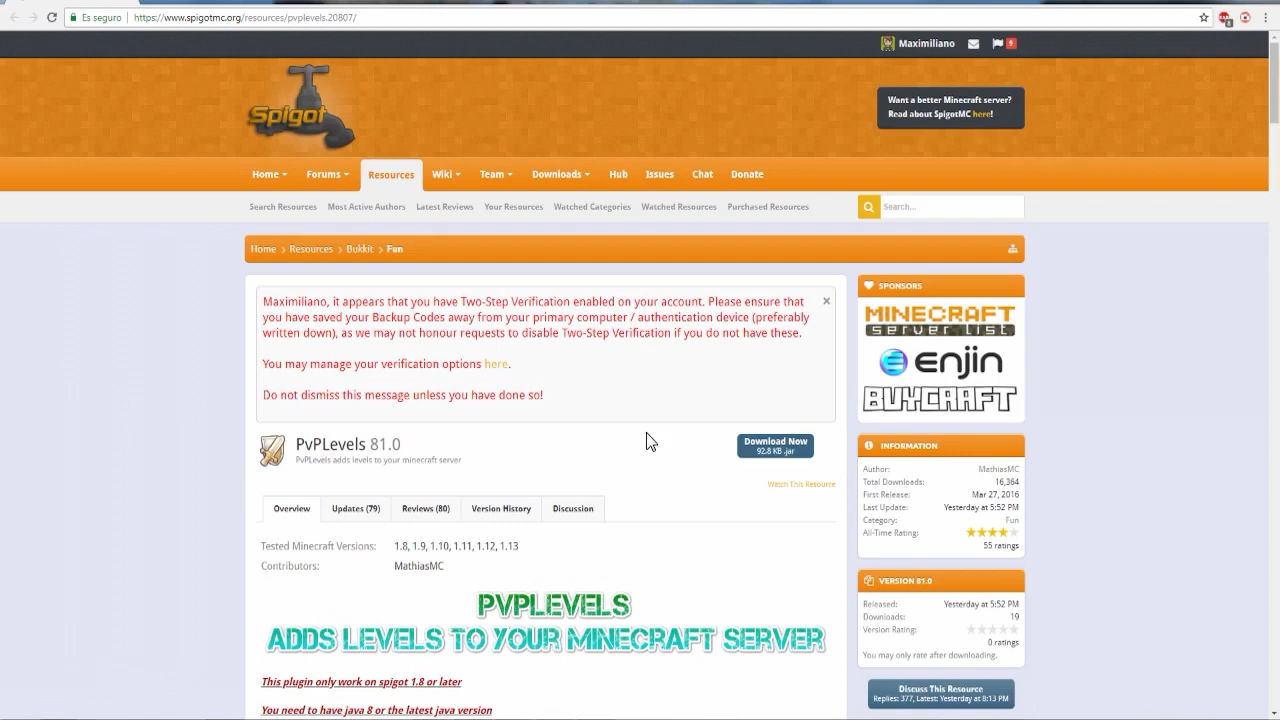 Es seguro https://www.spigotmc.org/resources/pvplevels.20807/
Maximiliano
Spigot
Want a better Minecraft server?
Read about SpigotMC here!
Home Forums Resources Wiki Team Downloads Hub Issues Chat Donate
Search Resources Most Active Authors Latest Reviews Your Resources Watched Categories Watched Resources Purchased Resources
Search...
Home Resources Bukkit Fun
Maximiliano, it appears that you have Two-Step Verification enabled on your account. Please ensure that
you have saved your Backup Codes away from your primary computer / authentication device (preferably
written down), as we may not honour requests to disable Two-Step Verification if you do not have these.
You may manage your verification options here.
Do not dismiss this message unless you have done so!
PvPLevels 81.0
PvPLevels adds levels to your minecraft server
Download Now
92.8 KB .jar
Watch This Resource
Overview Updates (79) Reviews (80) Version History Discussion
Tested Minecraft Versions: 1.8, 1.9, 1.10, 1.11, 1.12, 1.13
Contributors: MathiasMC
PVPLEVELS
ADDS LEVELS TO YOUR MINECRAFT SERVER
This plugin only work on spigot 1.8 or later
You need to have java 8 or the latest java version
SPONSORS
MINECRAFT
server list
enjin
BUYCRAFT
INFORMATION
Author: MathiasMC
Total Downloads: 16,364
First Release: Mar 27, 2016
Last Update: Yesterday at 5:52 PM
Category: Fun
All-Time Rating:
55 ratings
VERSION 81.0
Released: Yesterday at 5:52 PM
Downloads: 19
Version Rating:
0 ratings
You may only rate after downloading.
Discuss This Resource
Replies: 377, Latest: Yesterday at 8:13 PM